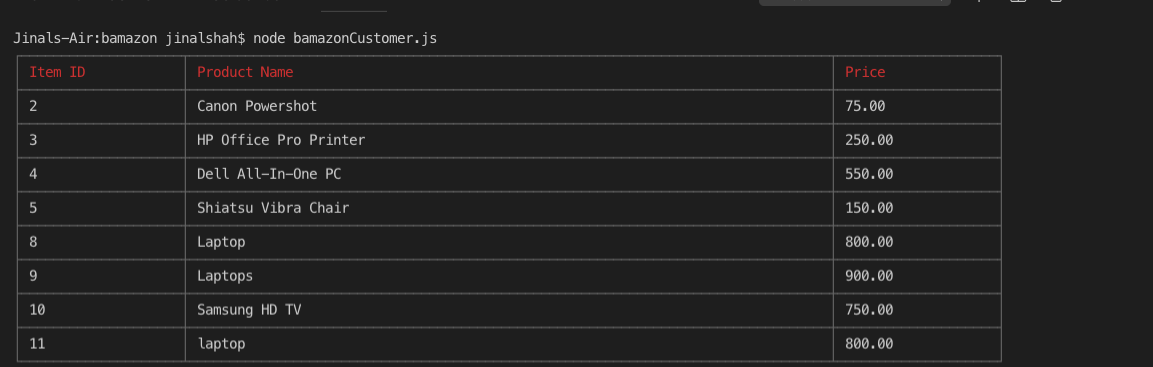 Jinals-Air:bamazon jinalshah$ node bamazonCustomer.js
Item ID Product Name Price
2 Canon Powershot 75.00
3 HP Office Pro Printer 250.00
4 Dell All-In-One PC 550.00
5 Shiatsu Vibra Chair 150.00
8 Laptop 800.00
9 Laptops 900.00
10 Samsung HD TV 750.00
11 laptop 800.00